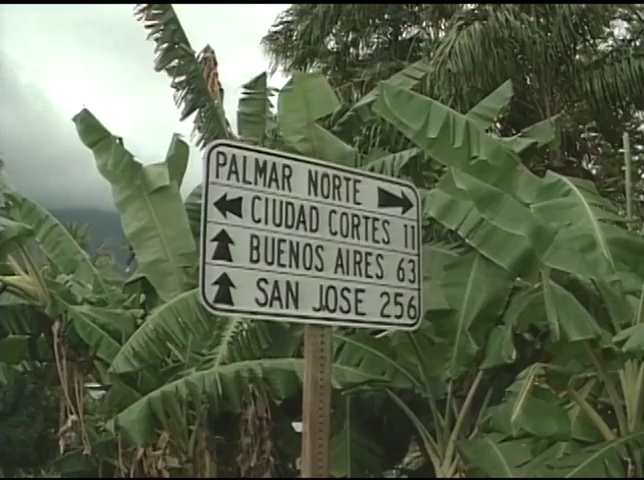 PALMAR NORTE
CIUDAD CORTES 11
BUENOS AIRES 63
SAN JOSE 256